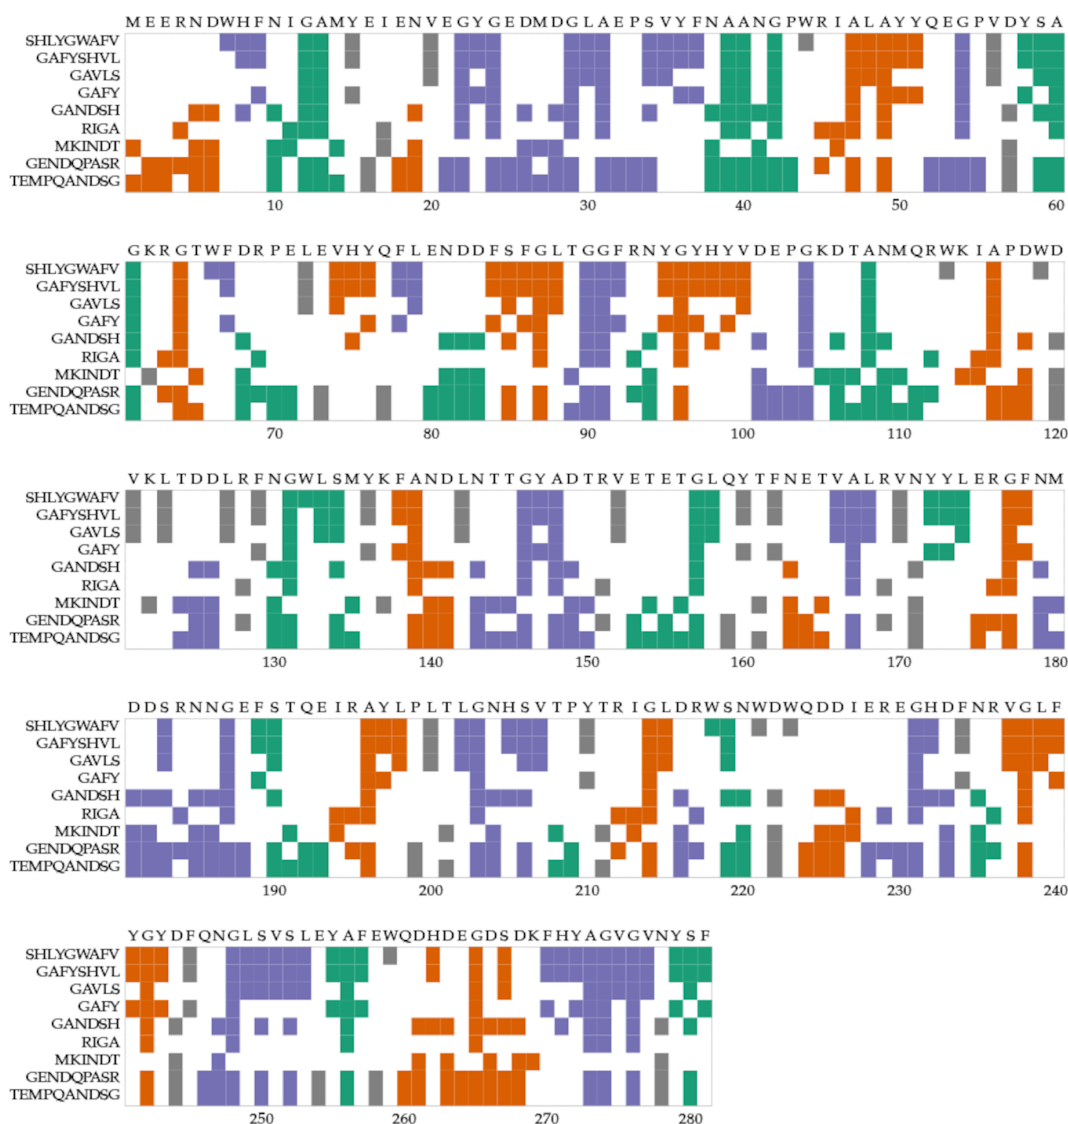 M E E R N D W H F N I G A M Y E I E N V E G Y G E D M D G L A E P S V Y F N A A N G P W R I A L A Y Y Q E G P V D Y S A
SHLYGWAFV
GAFYSHVL
GAVLS
GAFY
GANDSH
RIGA
MKINDT
GENDQPASR
TEMPQANDSG
10 20 30 40 50 60
G K R G T W F D R P E L E V H Y Q F L E N D D F S F G L T G G F R N Y G Y H Y V D E P G K D T A N M Q R W K I A P D W D
SHLYGWAFV
GAFYSHVL
GAVLS
GAFY
GANDSH
RIGA
MKINDT
GENDQPASR
TEMPQANDSG
70 80 90 100 110 120
V K L T D D L R F N G W L S M Y K F A N D L N T T G Y A D T R V E T E T G L Q Y T F N E T V A L R V N Y Y L E R G F N M
SHLYGWAFV
GAFYSHVL
GAVLS
GAFY
GANDSH
RIGA
MKINDT
GENDQPASR
TEMPQANDSG
130 140 150 160 170 180
D D S R N N G E F S T Q E I R A Y L P L T L G N H S V T P Y T R I G L D R W S N W D W Q D D I E R E G H D F N R V G L F
SHLYGWAFV
GAFYSHVL
GAVLS
GAFY
GANDSH
RIGA
MKINDT
GENDQPASR
TEMPQANDSG
190 200 210 220 230 240
Y G Y D F Q N G L S V S L E Y A F E W Q D H D E G D S D K F H Y A G V G V N Y S F
SHLYGWAFV
GAFYSHVL
GAVLS
GAFY
GANDSH
RIGA
MKINDT
GENDQPASR
TEMPQANDSG
250 260 270 280